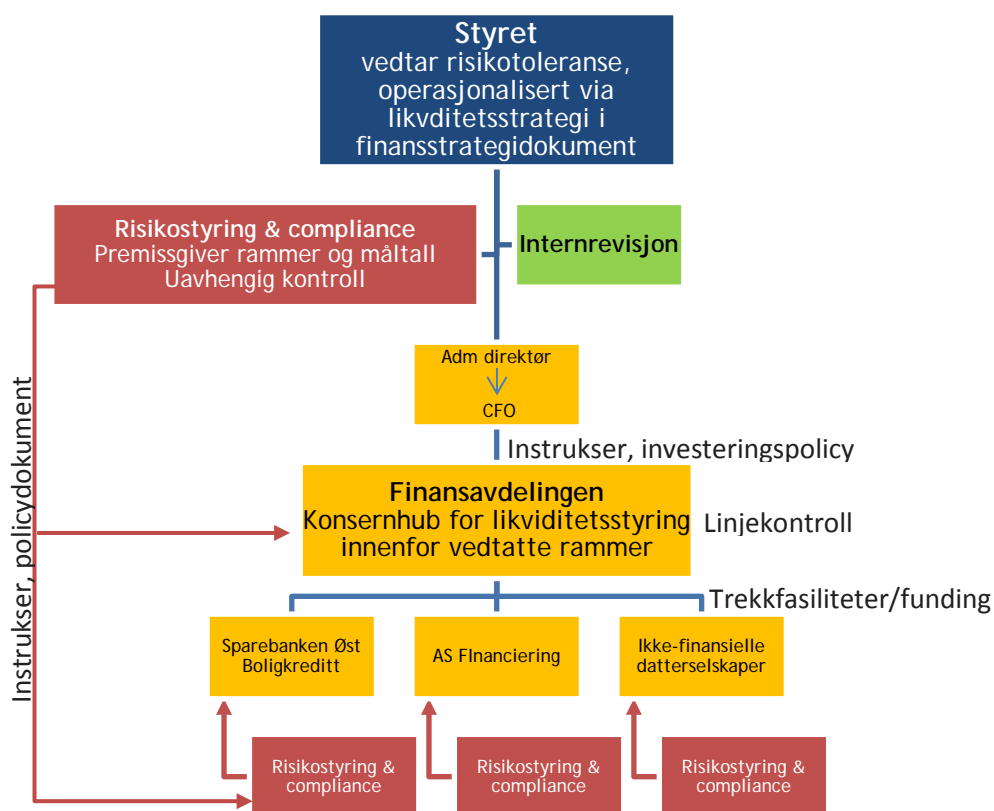 Styret
vedtar risikotoleranse,
operasjonalisert via
likvditetsstrategi i
finansstrategidokument
Risikostyring & compliance
Premissgiver rammer og måltall
Uavhengig kontroll
Internrevisjon
Adm direktør
CFO
Instrukser, investeringspolicy
Instrukser, policydokument
Finansavdelingen
Konsernhub for likviditetsstyring
innenfor vedtatte rammer
Linjekontroll
Trekkfasiliteter/funding
Sparebanken Øst
Boligkreditt
AS FInanciering
Ikke-finansielle
datterselskaper
Risikostyring &
compliance
Risikostyring &
compliance
Risikostyring &
compliance